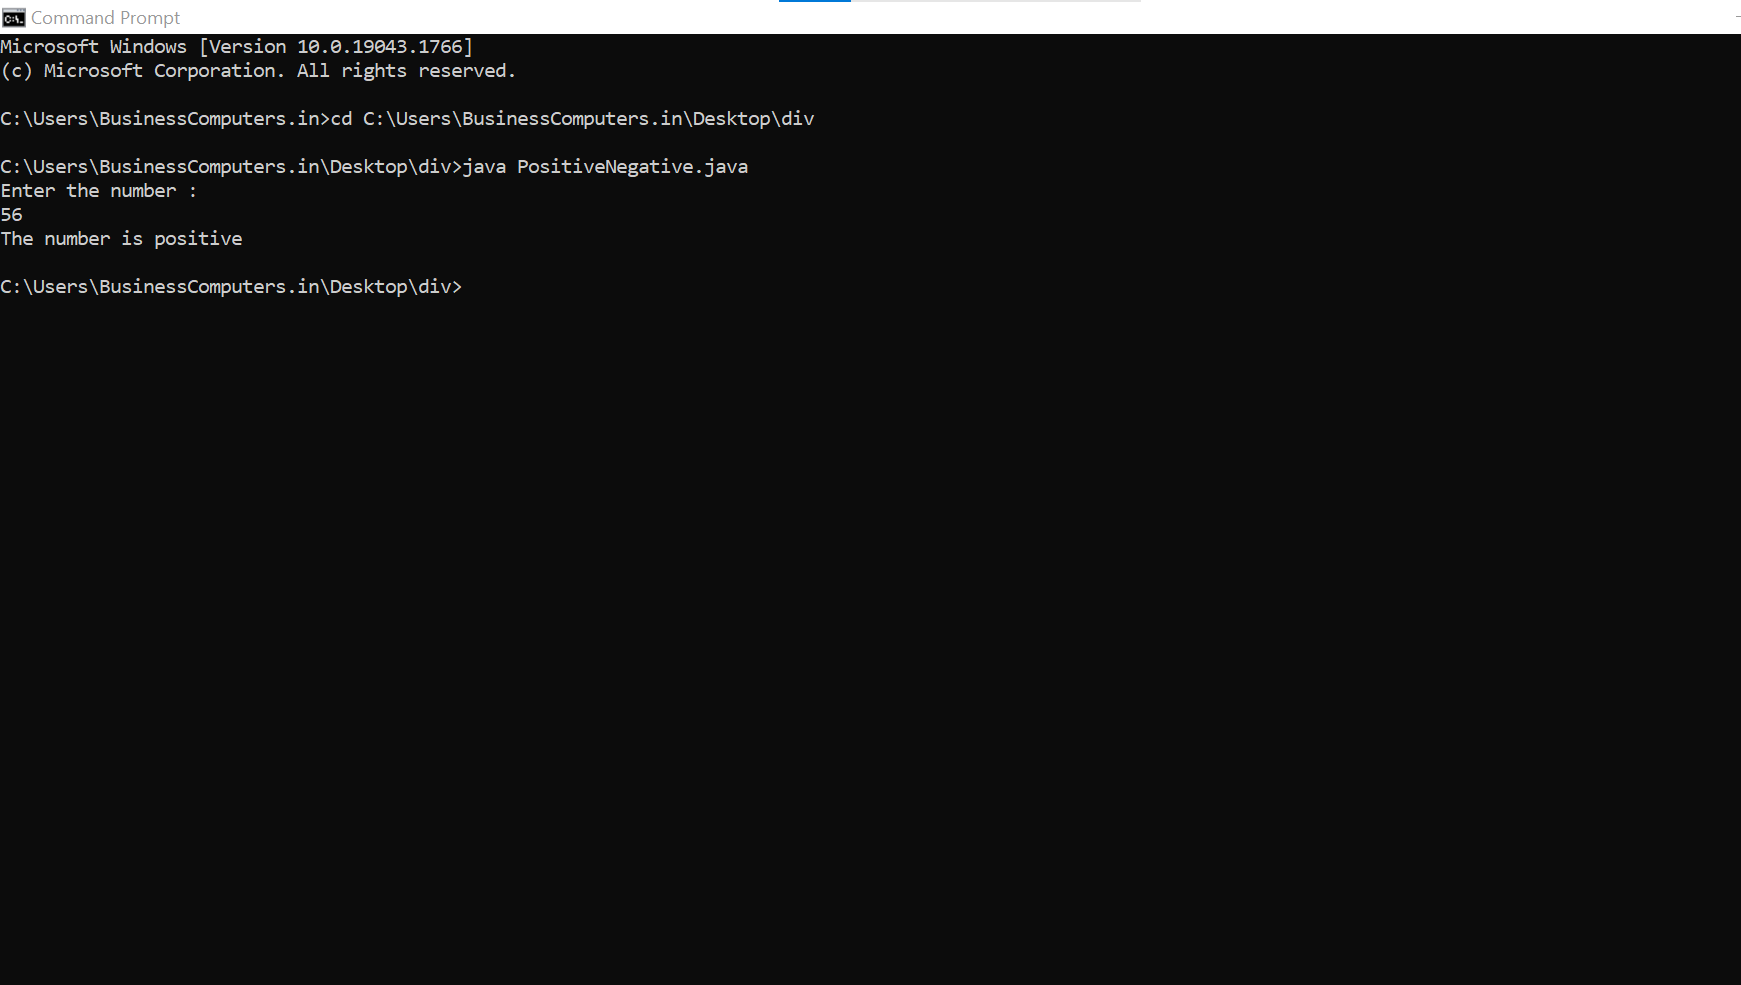 Command Prompt
Microsoft Windows [Version 10.0.19043.1766]
(c) Microsoft Corporation. All rights reserved.
C:\Users\BusinessComputers.in>cd C:\Users\BusinessComputers.in\Desktop\div
C:\Users\BusinessComputers.in\Desktop\div>java PositiveNegative.java
Enter the number :
56
The number is positive
C:\Users\BusinessComputers.in\Desktop\div>